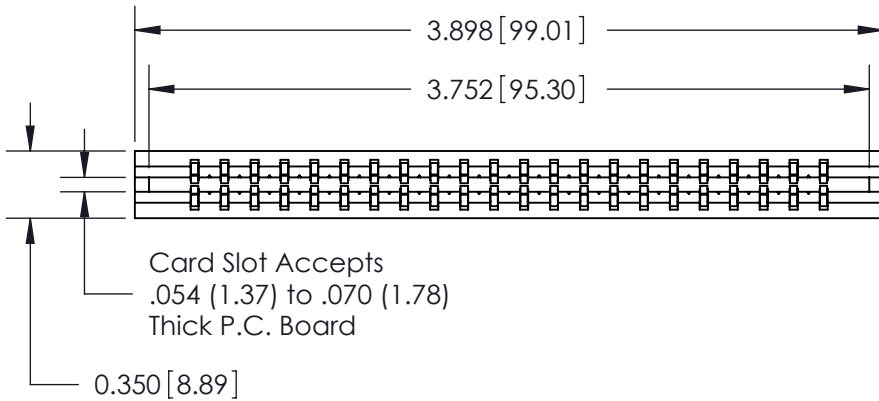 3.898 [99.01]
3.752 [95.30]
Card Slot Accepts
.054 (1.37) to .070 (1.78)
Thick P.C. Board
0.350 [8.89]